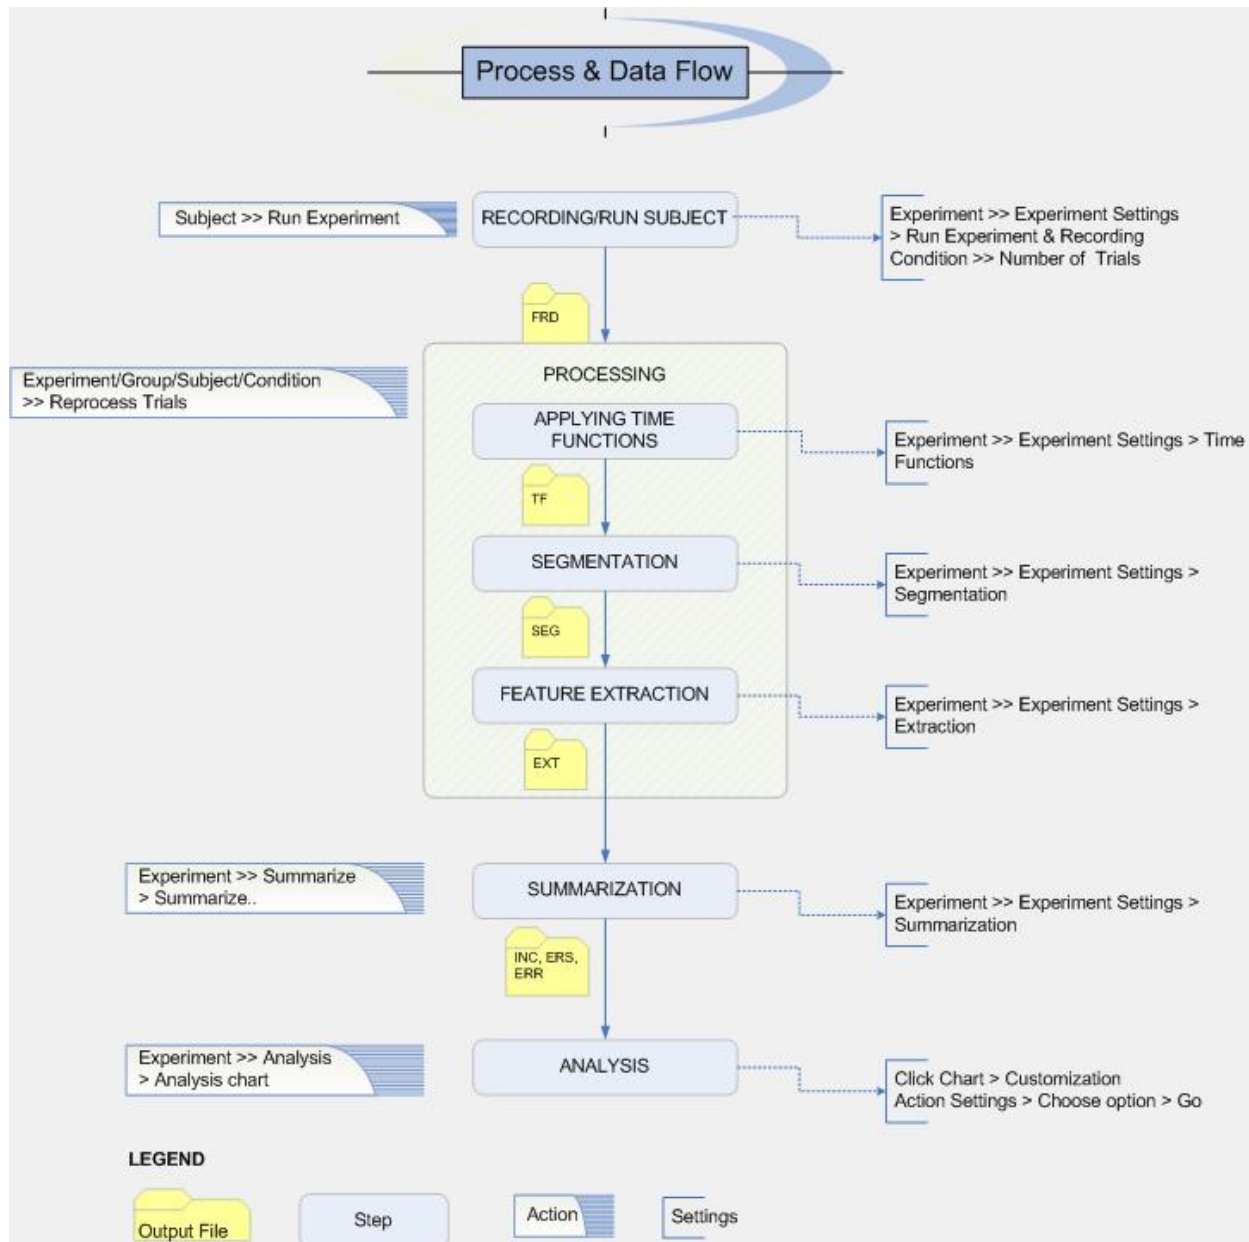 Process & Data Flow
Subject >> Run Experiment
RECORDING/RUN SUBJECT
Experiment >> Experiment Settings
> Run Experiment & Recording
Condition >> Number of Trials
FRD
Experiment/Group/Subject/Condition
>> Reprocess Trials
PROCESSING
APPLYING TIME
FUNCTIONS
Experiment >> Experiment Settings > Time
Functions
TF
SEGMENTATION
Experiment >> Experiment Settings >
Segmentation
SEG
FEATURE EXTRACTION
Experiment >> Experiment Settings >
Extraction
EXT
Experiment >> Summarize
> Summarize..
SUMMARIZATION
Experiment >> Experiment Settings >
Summarization
INC, ERS,
ERR
Experiment >> Analysis
> Analysis chart
ANALYSIS
Click Chart > Customization
Action Settings > Choose option > Go
LEGEND
Output File
Step
Action
Settings